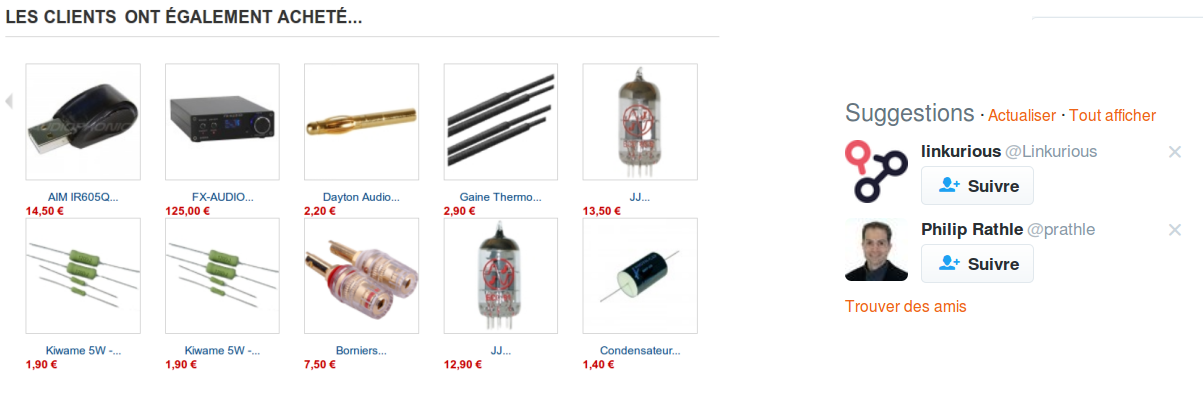 LES CLIENTS ONT ÉGALEMENT ACHETÉ...
AIM IR605Q...
14,50 €
FX-AUDIO...
125,00 €
Dayton Audio...
2,20 €
Gaine Thermo...
2,90 €
JJ...
13,50 €
Kiwame 5W -...
1,90 €
Kiwame 5W -...
1,90 €
Borniers...
7,50 €
JJ...
12,90 €
Condensateur...
1,40 €
Suggestions · Actualiser · Tout afficher
linkurious @Linkurious
Suivre
Philip Rathle @prathle
Suivre
Trouver des amis